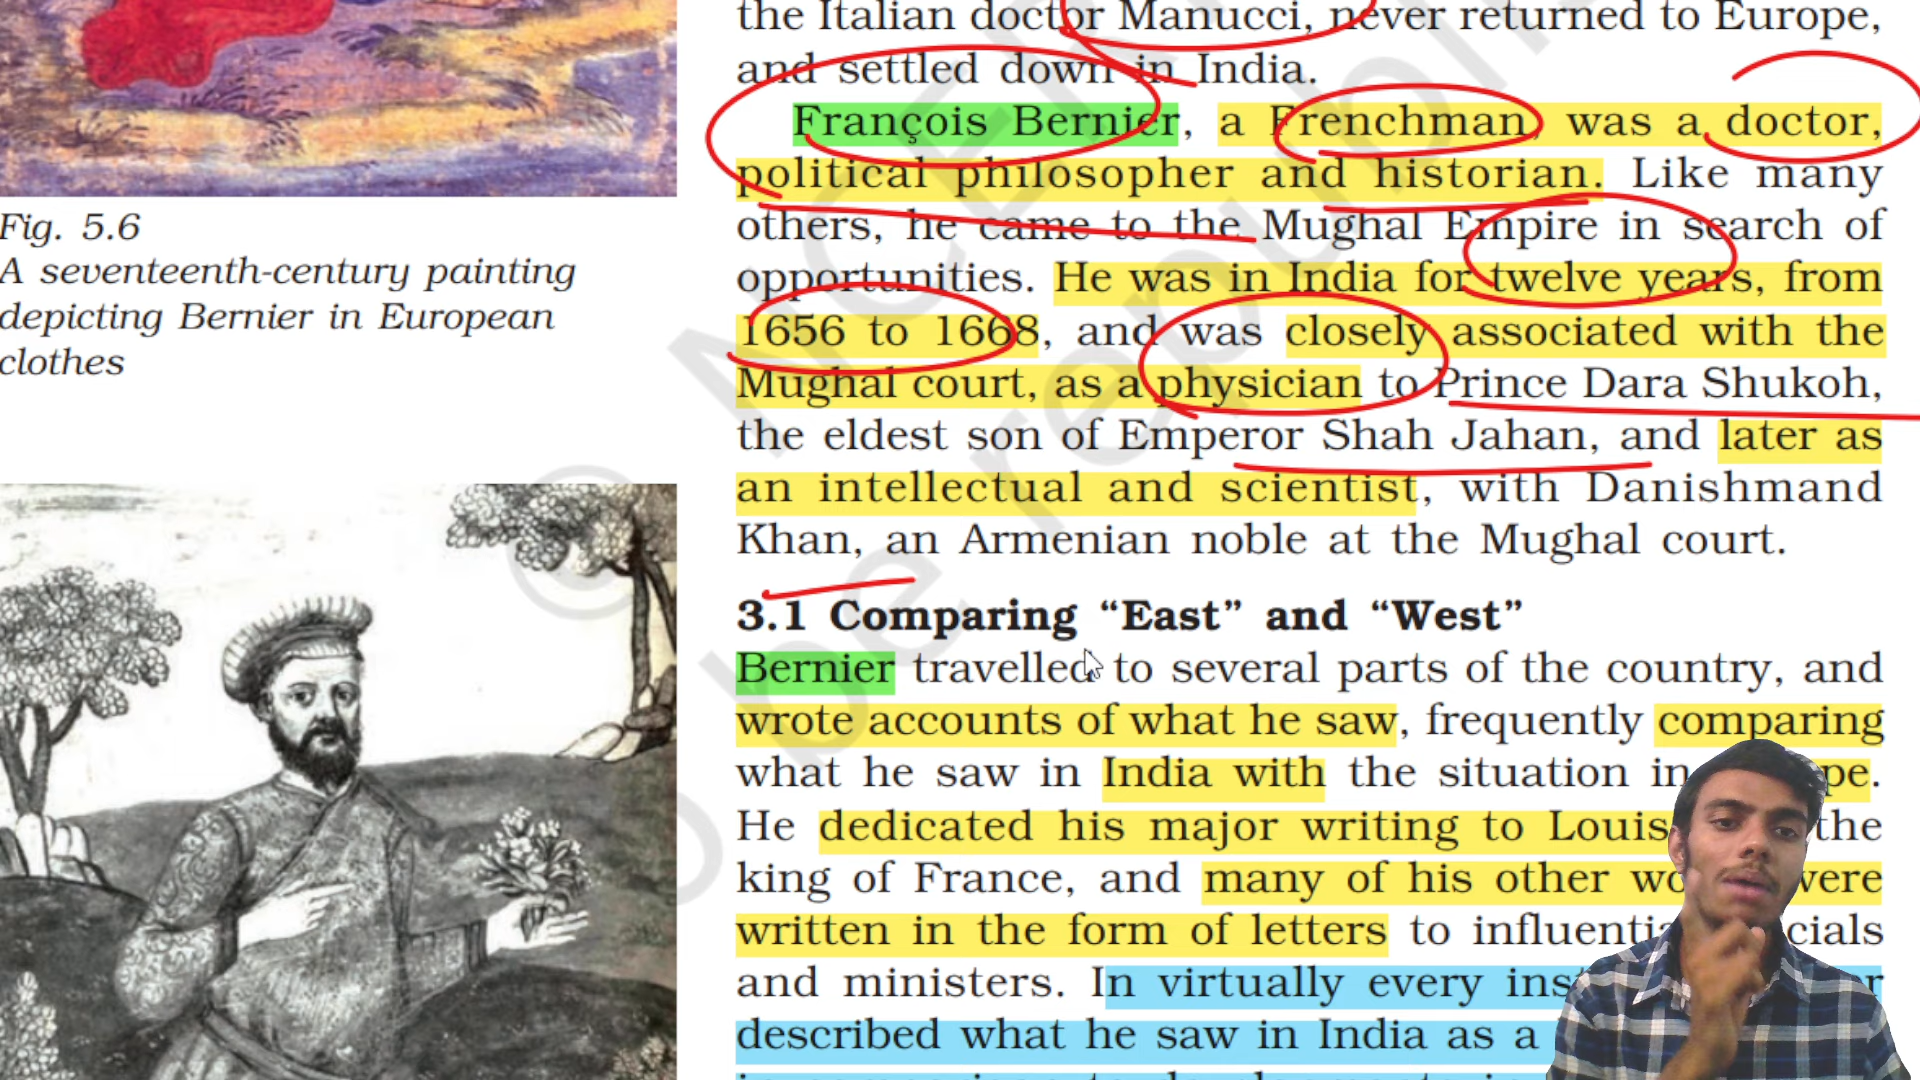 the Italian doctor Manucci, never returned to Europe,
and settled down in India.
François Bernier, a Frenchman, was a doctor,
political philosopher and historian. Like many
others, he came to the Mughal Empire in search of
opportunities. He was in India for twelve years, from
1656 to 1668, and was closely associated with the
Mughal court, as a physician to Prince Dara Shukoh,
the eldest son of Emperor Shah Jahan, and later as
an intellectual and scientist, with Danishmand
Khan, an Armenian noble at the Mughal court.
Fig. 5.6
A seventeenth-century painting
depicting Bernier in European
clothes
3.1 Comparing “East” and “West”
Bernier travelled to several parts of the country, and
wrote accounts of what he saw, frequently comparing
what he saw in India with the situation in
He dedicated his major writing to Louis the
king of France, and many of his other were
written in the form of letters to
and ministers. In virtually every
described what he saw in India as a